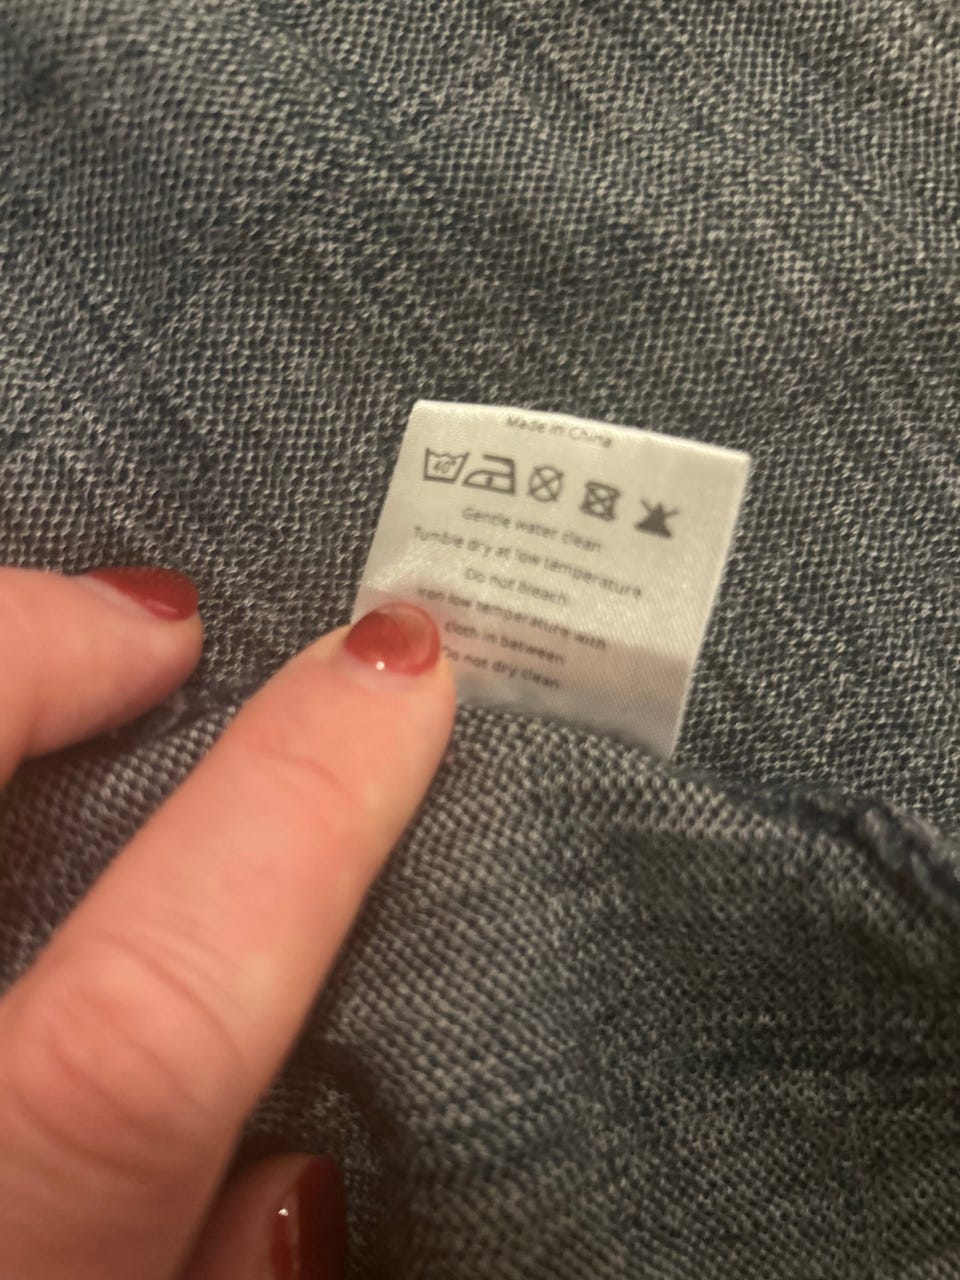 Made in China
40°
Gentle water clean
Tumble dry at low temperature
Do not Bleach
Iron low temperature with
cloth in between
Do not dry clean